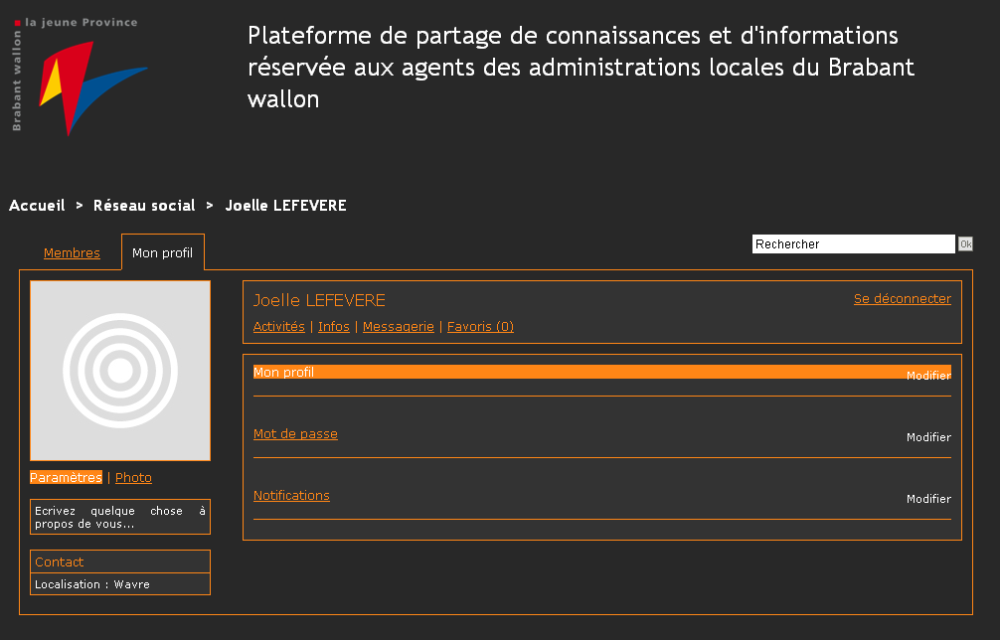 la jeune Province
Brabant wallon
Plateforme de partage de connaissances et d'informations
réservée aux agents des administrations locales du Brabant
wallon
Accueil > Réseau social > Joelle LEFEVERE
Membres
Mon profil
Rechercher
Ok
Joelle LEFEVERE
Se déconnecter
Activités | Infos | Messagerie | Favoris (0)
Mon profil
Modifier
Mot de passe
Modifier
Notifications
Modifier
Paramètres | Photo
Ecrivez quelque chose à
propos de vous...
Contact
Localisation : Wavre